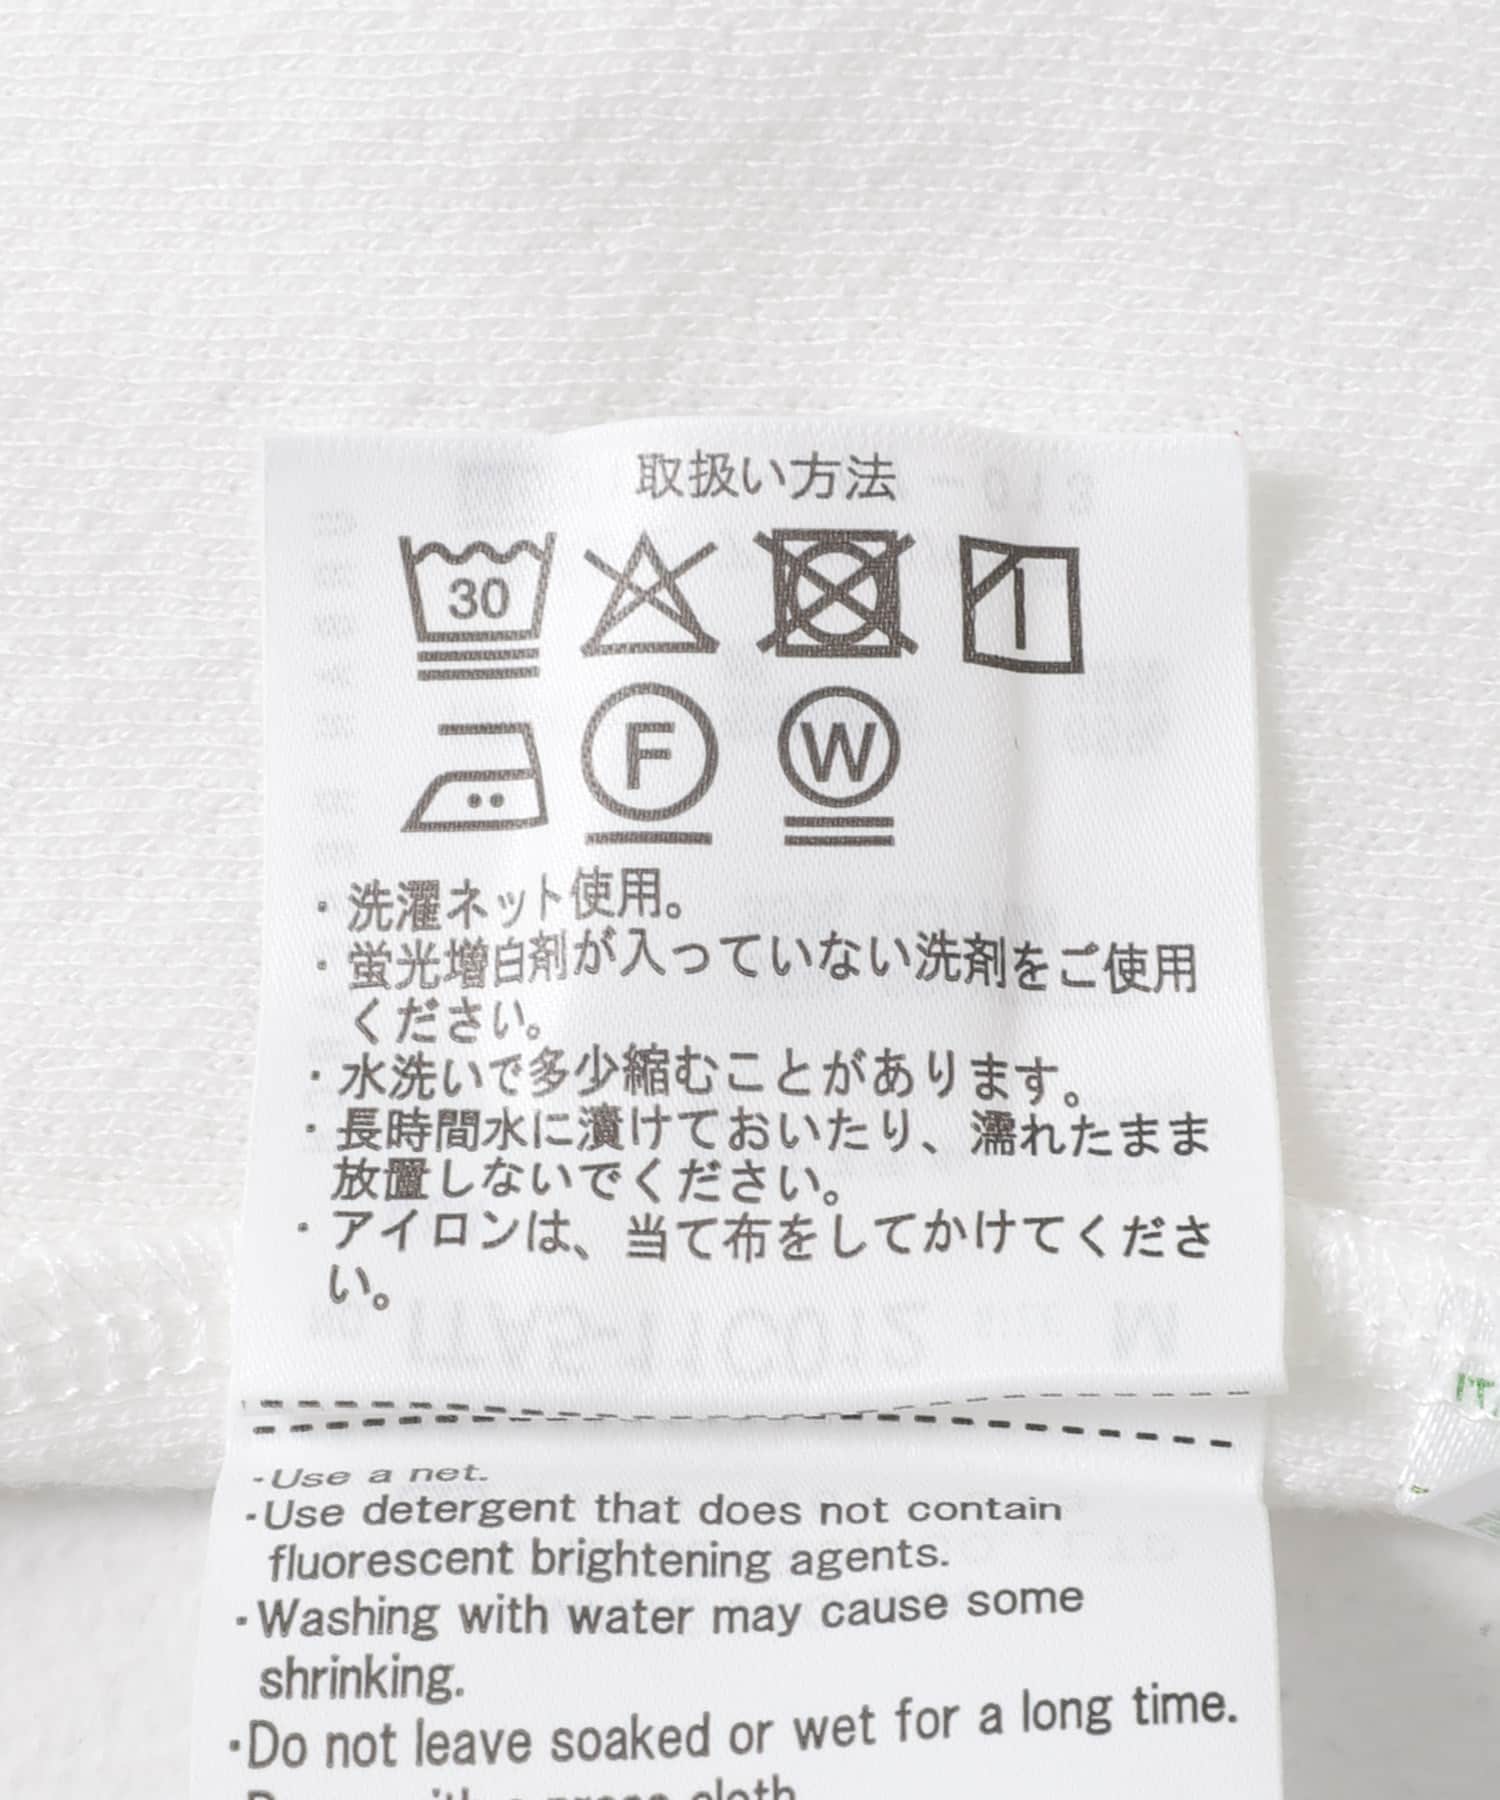 取扱い方法
30
F
W
・洗濯ネット使用。
・蛍光増白剤が入っていない洗剤をご使用
ください。
・水洗いで多少縮むことがあります。
・長時間水に漬けておいたり、濡れたまま
放置しないでください。
・アイロンは、当て布をしてかけてくださ
い。
・Use a net.
・Use detergent that does not contain
fluorescent brightening agents.
・Washing with water may cause some
shrinking.
・Do not leave soaked or wet for a long time.